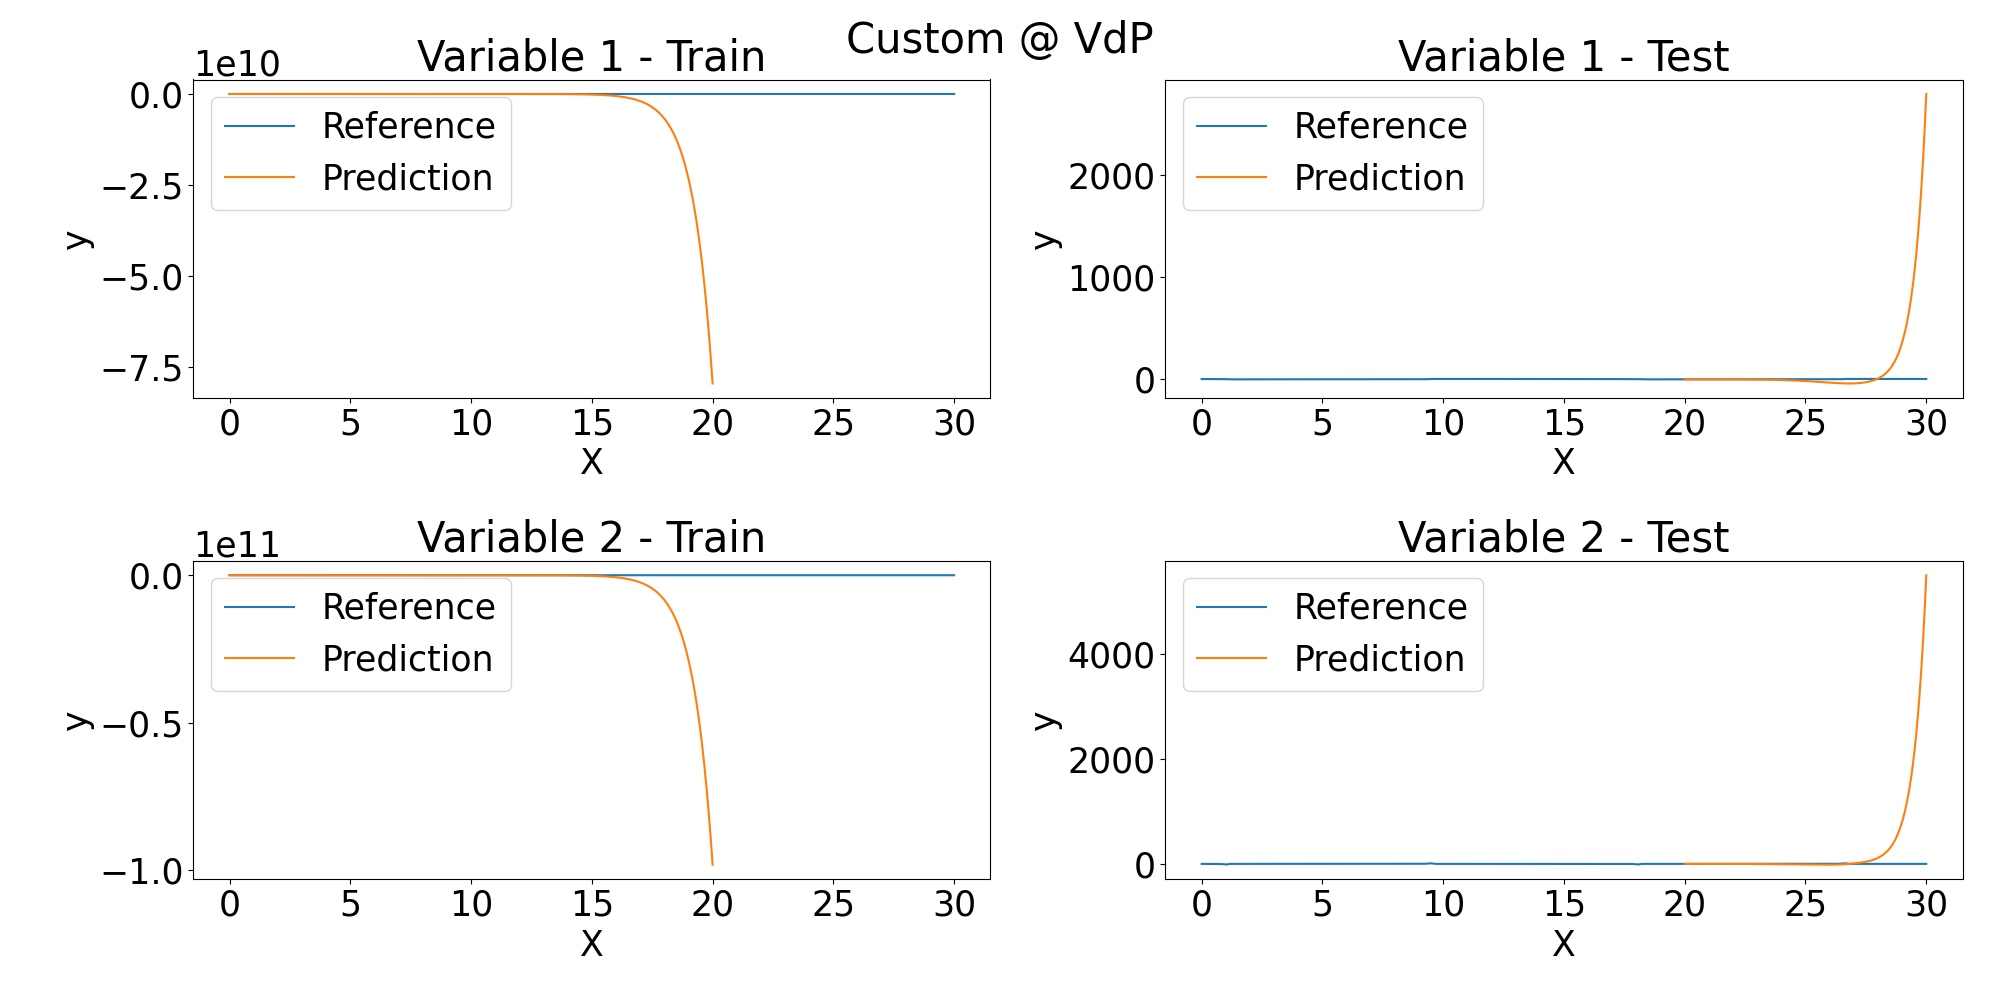 Custom @ VdP
Variable 1 - Train
1e10
0.0
−2.5
−5.0
−7.5
y
Reference
Prediction
0 5 10 15 20 25 30
X
Variable 1 - Test
2000
1000
0
y
Reference
Prediction
0 5 10 15 20 25 30
X
Variable 2 - Train
1e11
0.0
−0.5
−1.0
y
Reference
Prediction
0 5 10 15 20 25 30
X
Variable 2 - Test
4000
2000
0
y
Reference
Prediction
0 5 10 15 20 25 30
X